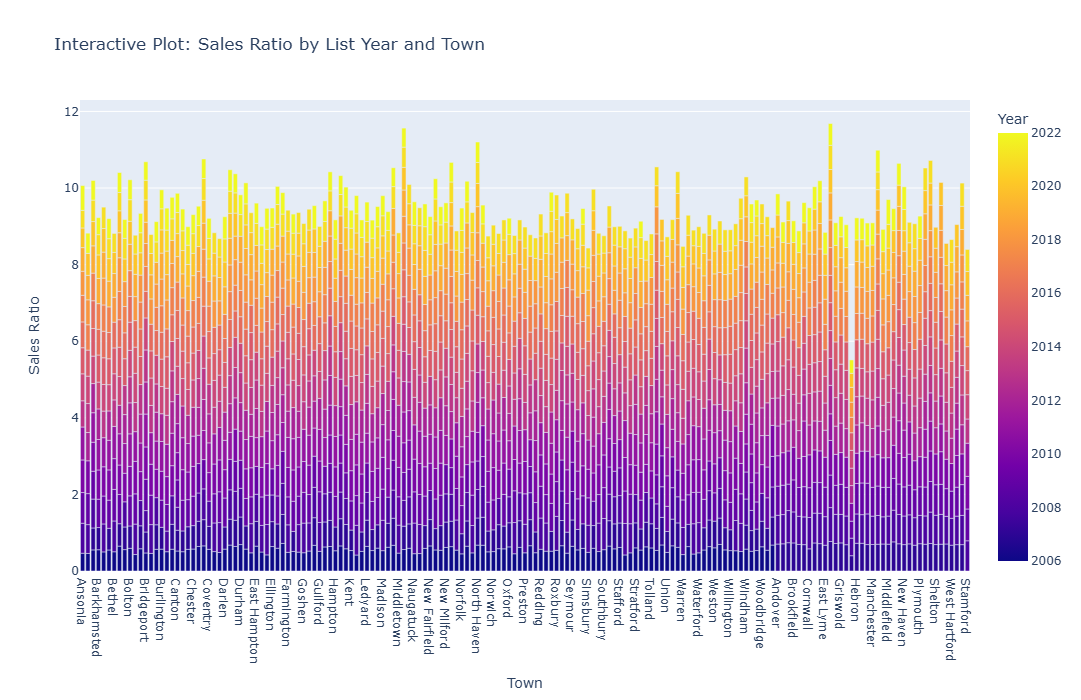 Interactive Plot: Sales Ratio by List Year and Town
Year
12
10
8
6
4
2
0
Sales Ratio
2022
2020
2018
2016
2014
2012
2010
2008
2006
Ansonia
Barkhamsted
Bethel
Bolton
Bridgeport
Burlington
Canton
Chester
Coventry
Darien
Durham
East Hampton
Ellington
Farmington
Goshen
Guilford
Hampton
Kent
Ledyard
Madison
Middletown
Naugatuck
New Fairfield
New Milford
Norfolk
North Haven
Norwich
Oxford
Preston
Redding
Roxbury
Seymour
Simsbury
Southbury
Stafford
Stratford
Tolland
Union
Warren
Waterford
Weston
Willington
Windham
Woodbridge
Andover
Brookfield
Cornwall
East Lyme
Griswold
Hebron
Manchester
Middlefield
New Haven
Plymouth
Shelton
West Hartford
Stamford
Town